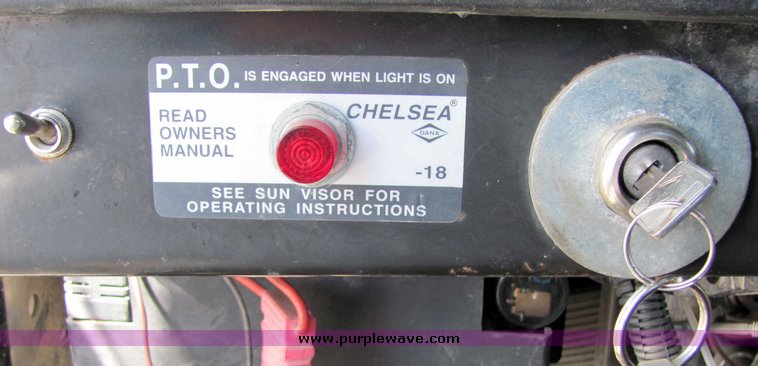 P.T.O. IS ENGAGED WHEN LIGHT IS ON
READ
OWNERS
MANUAL
CHELSEA®
DANA
-18
SEE SUN VISOR FOR
OPERATING INSTRUCTIONS
www.purplewave.com